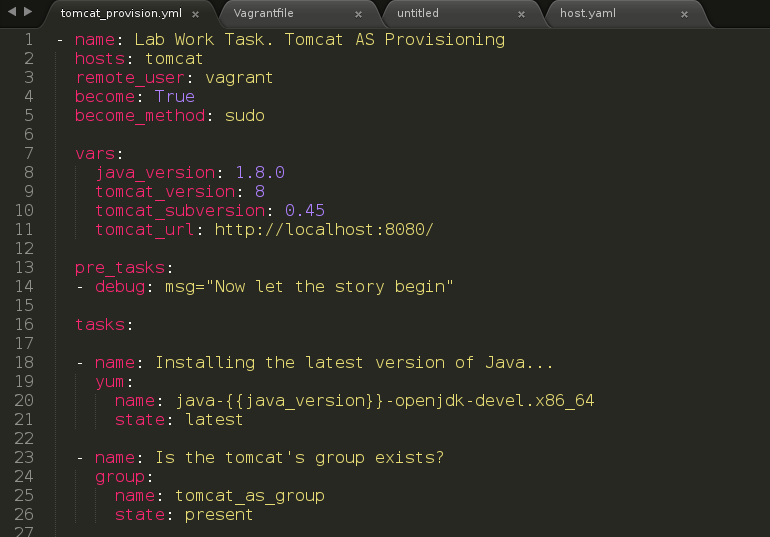 tomcat_provision.yml × Vagrantfile × untitled × host.yaml ×
1 - name: Lab Work Task. Tomcat AS Provisioning
2 hosts: tomcat
3 remote_user: vagrant
4 become: True
5 become_method: sudo
6
7 vars:
8 java_version: 1.8.0
9 tomcat_version: 8
10 tomcat_subversion: 0.45
11 tomcat_url: http://localhost:8080/
12
13 pre_tasks:
14 - debug: msg="Now let the story begin"
15
16 tasks:
17
18 - name: Installing the latest version of Java...
19 yum:
20 name: java-{{java_version}}-openjdk-devel.x86_64
21 state: latest
22
23 - name: Is the tomcat's group exists?
24 group:
25 name: tomcat_as_group
26 state: present
27